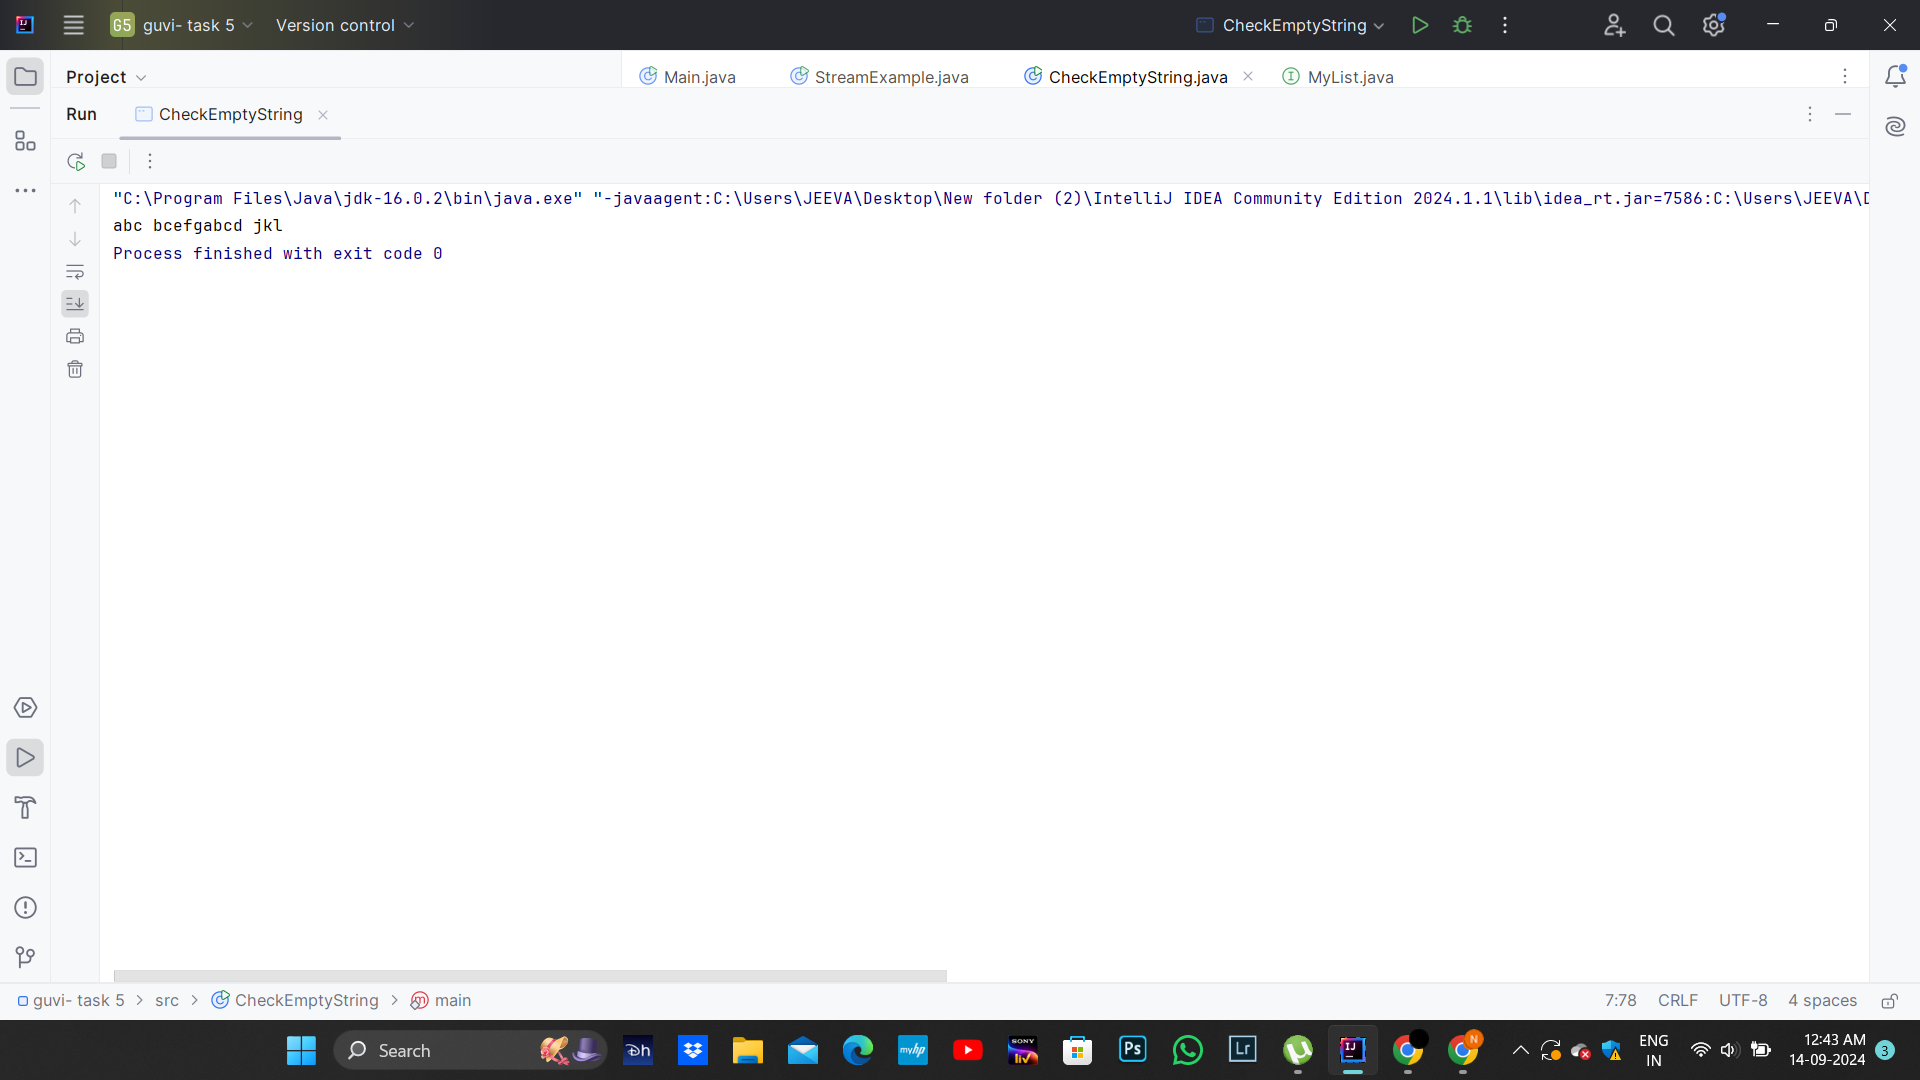 G5 guvi- task 5 Version control CheckEmptyString
Project Main.java StreamExample.java CheckEmptyString.java MyList.java
Run CheckEmptyString
"C:\Program Files\Java\jdk-16.0.2\bin\java.exe" "-javaagent:C:\Users\JEEVA\Desktop\New folder (2)\IntelliJ IDEA Community Edition 2024.1.1\lib\idea_rt.jar=7586:C:\Users\JEEVA\D
abc bcefgabcd jkl
Process finished with exit code 0
guvi- task 5 > src > CheckEmptyString > main 7:78 CRLF UTF-8 4 spaces
Search ENG 12:43 AM
IN 14-09-2024 3